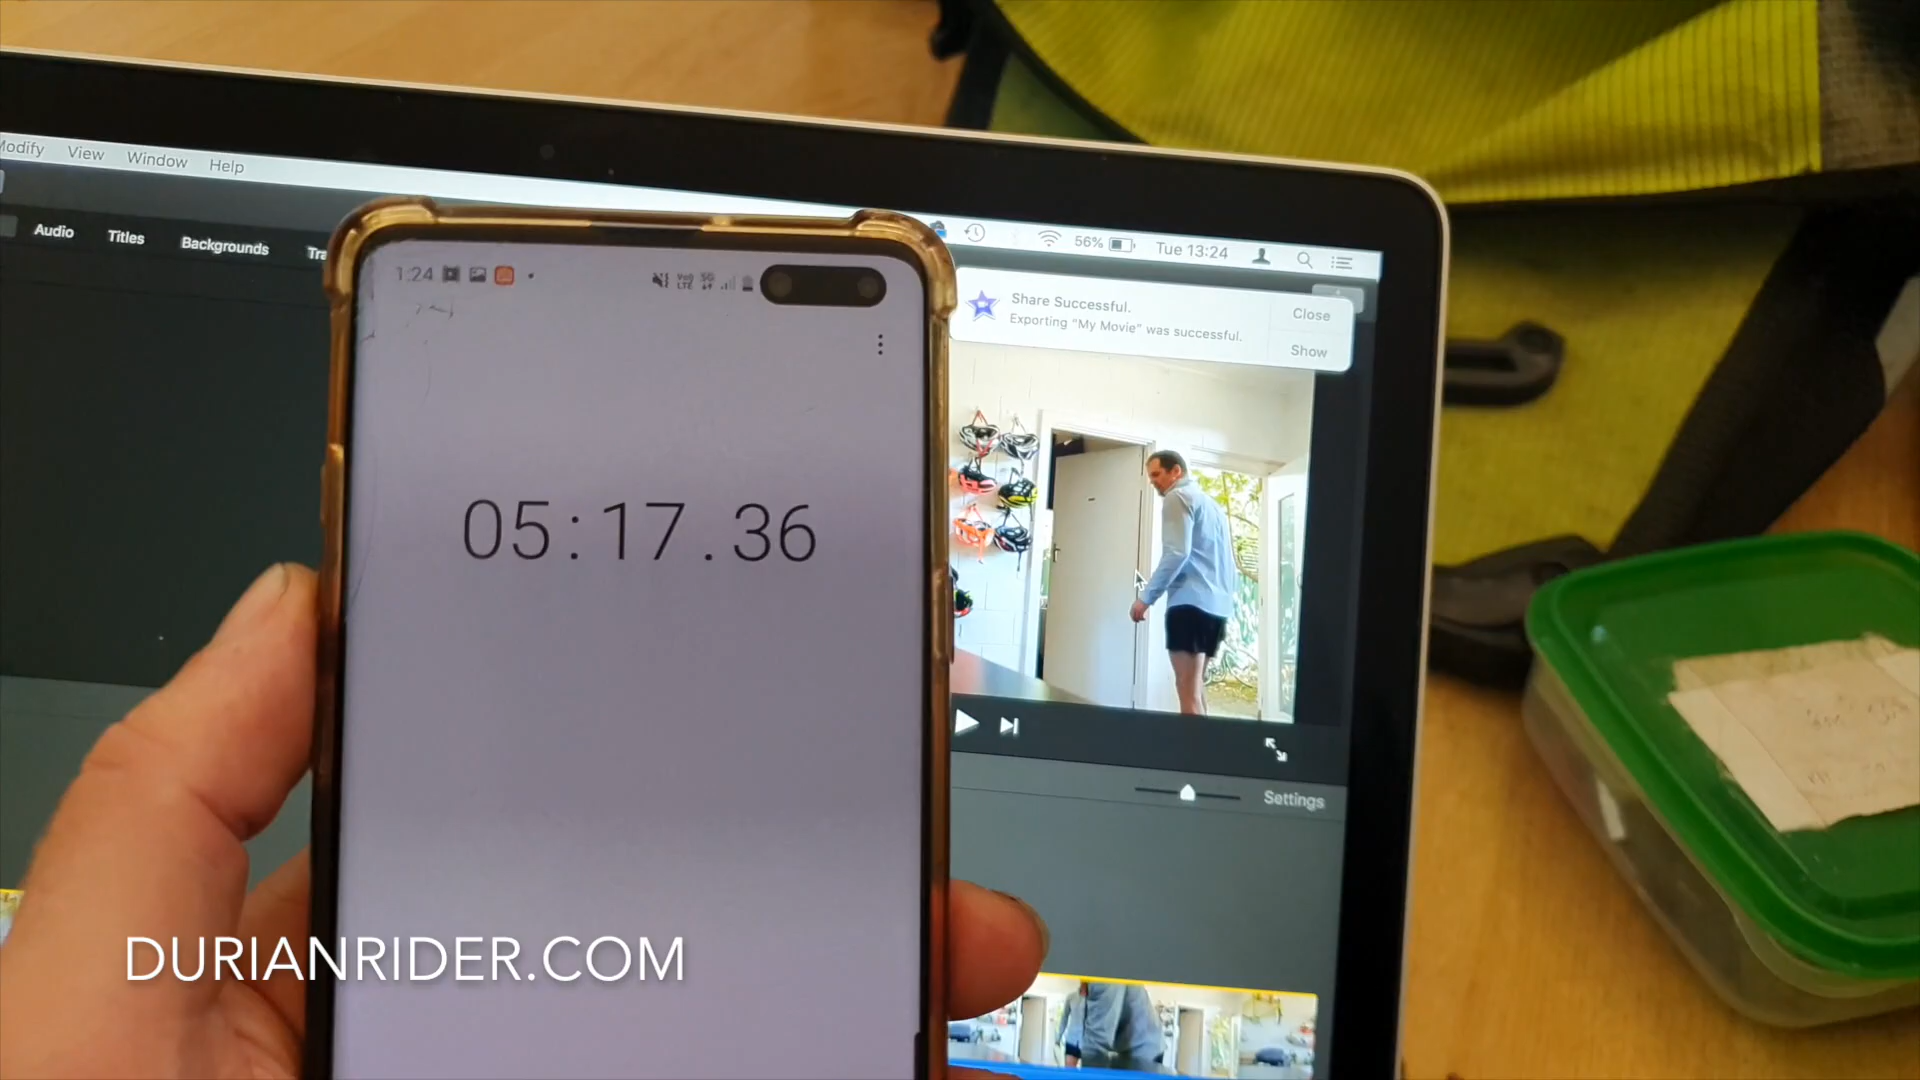 Modify View Window Help
56% Tue 13:24
Audio Titles Backgrounds
1:24
Share Successful.
Exporting "My Movie" was successful.
Close
Show
05:17.36
Settings
DURIANRIDER.COM